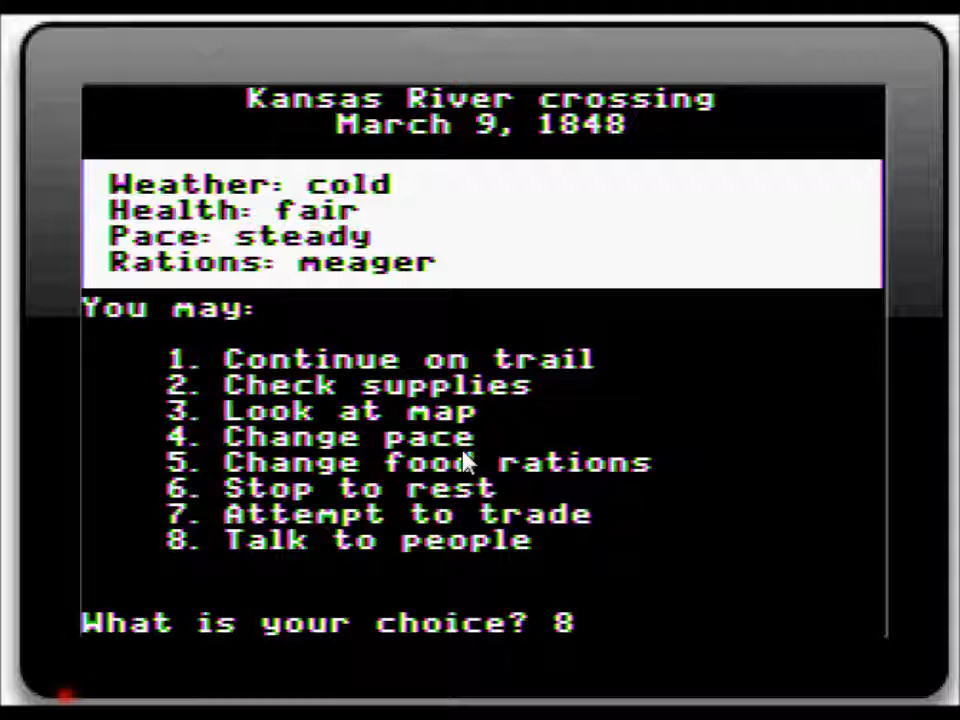 Kansas River crossing
March 9, 1848
Weather: cold
Health: fair
Pace: steady
Rations: meager
You may:
1. Continue on trail
2. Check supplies
3. Look at map
4. Change pace
5. Change food rations
6. Stop to rest
7. Attempt to trade
8. Talk to people
What is your choice? 8